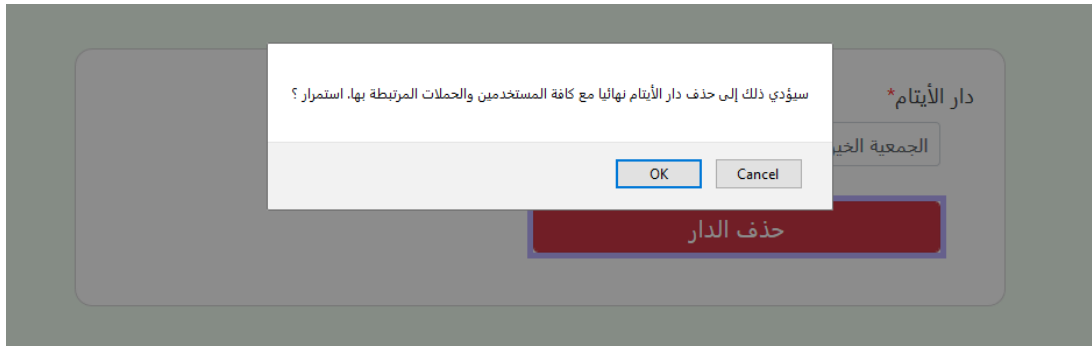 سيؤدي ذلك إلى حذف دار الأيتام نهائيا مع كافة المستخدمين والحملات المرتبطة بها. استمرار ؟
OK
Cancel
دار الأيتام*
الجمعية
حذف الدار